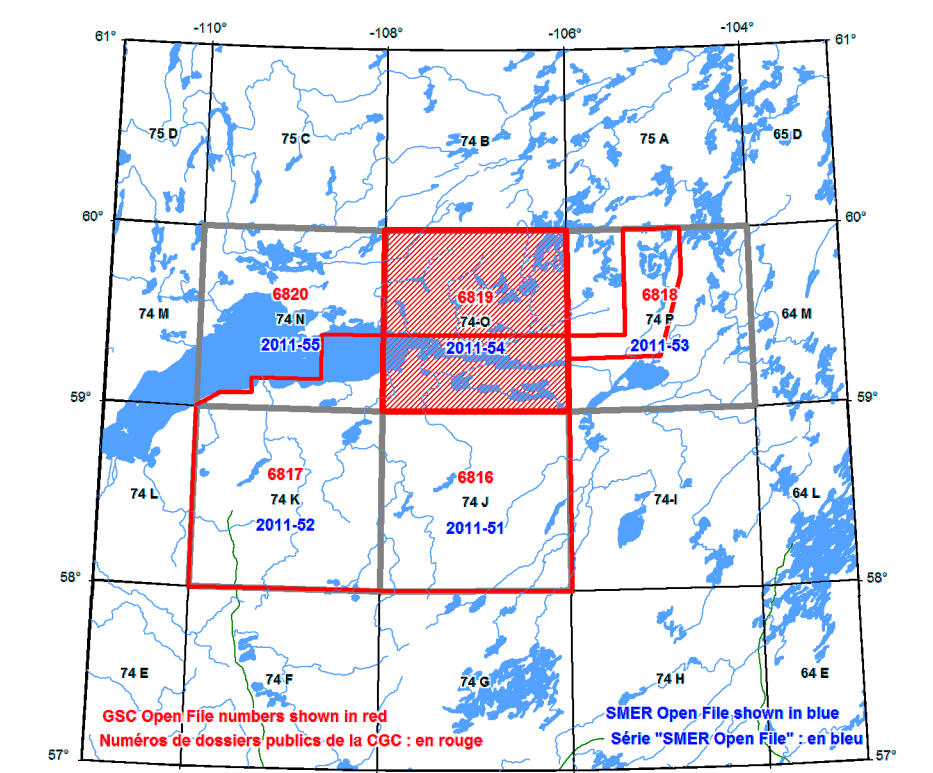 -110°
-108°
-106°
-104°
61°
61°
75 D
75 C
74 B
75 A
65 D
60°
60°
6820
6819
6818
74 M
74 N
74-O
74 P
64 M
2011-55
2011-54
2011-53
59°
59°
6817
6816
74 L
74 K
74 J
74-I
64 L
2011-52
2011-51
58°
58°
74 E
74 F
74 G
74 H
64 E
GSC Open File numbers shown in red
Numéros de dossiers publics de la CGC : en rouge
SMER Open File shown in blue
Série "SMER Open File" : en bleu
57°
57°